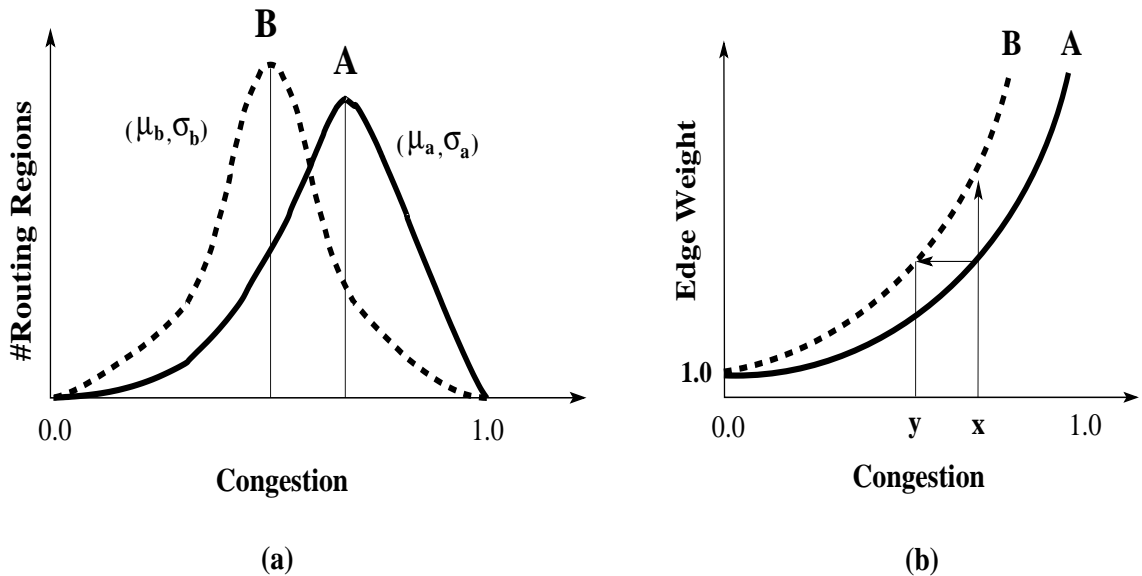 B
A
(μb,σb)
(μa,σa)
#Routing Regions
0.0
1.0
Congestion
(a)
B
A
Edge Weight
1.0
0.0
y
x
1.0
Congestion
(b)